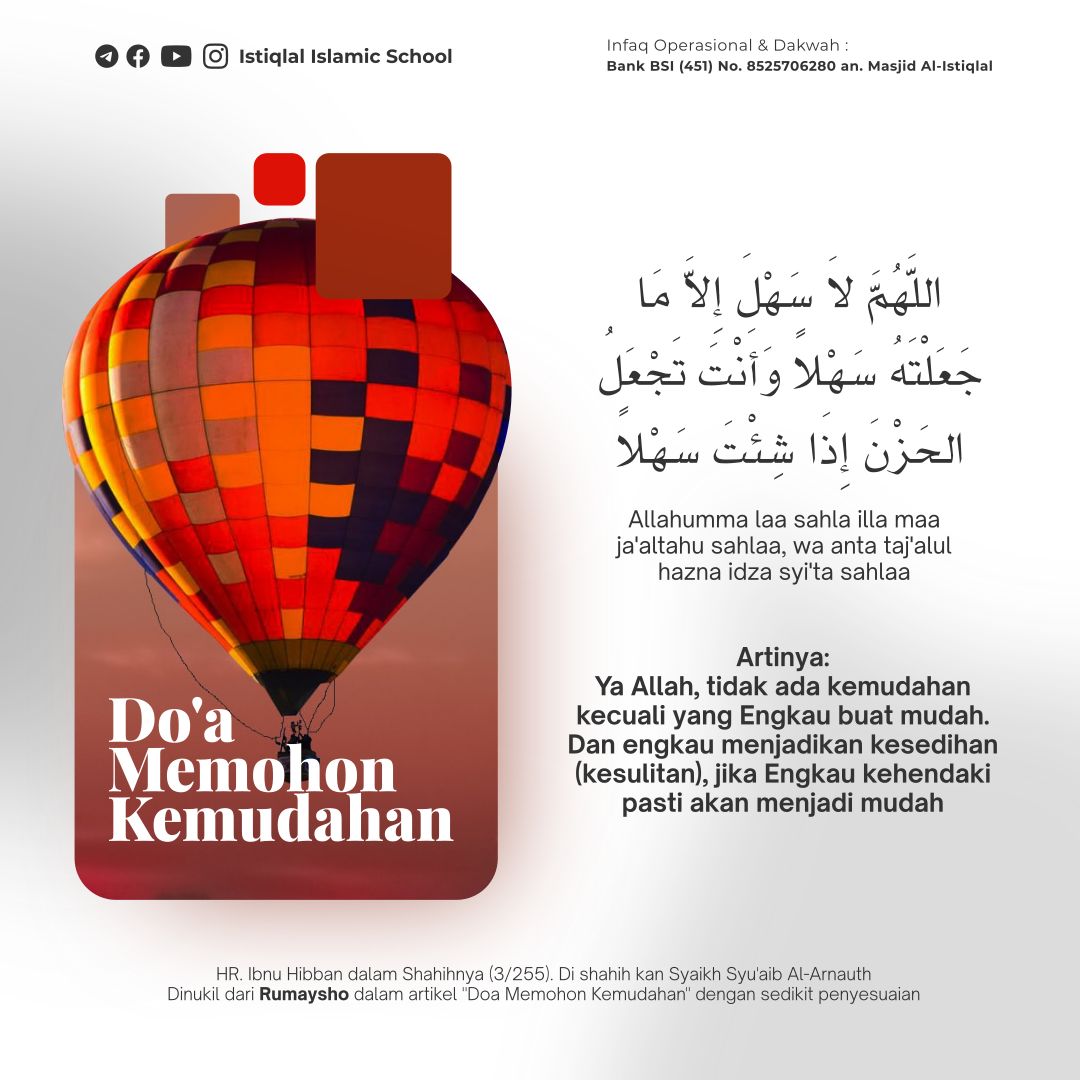 Istiqlal Islamic School
Infaq Operasional & Dakwah :
Bank BSI (451) No. 8525706280 an. Masjid Al-Istiqlal
اللَّهُمَّ لاَ سَهْلَ إِلاَّ مَا
جَعَلْتَهُ سَهْلاً وَأَنْتَ تَجْعَلُ
الحَزْنَ إِذَا شِئْتَ سَهْلاً
Allahumma laa sahla illa maa
ja'altahu sahlaa, wa anta taj'alul
hazna idza syi'ta sahlaa
Artinya:
Ya Allah, tidak ada kemudahan
kecuali yang Engkau buat mudah.
Dan engkau menjadikan kesedihan
(kesulitan), jika Engkau kehendaki
pasti akan menjadi mudah
Do'a
Memohon
Kemudahan
HR. Ibnu Hibban dalam Shahihnya (3/255). Di shahih kan Syaikh Syu'aib Al-Arnauth
Dinukil dari Rumaysho dalam artikel "Doa Memohon Kemudahan" dengan sedikit penyesuaian